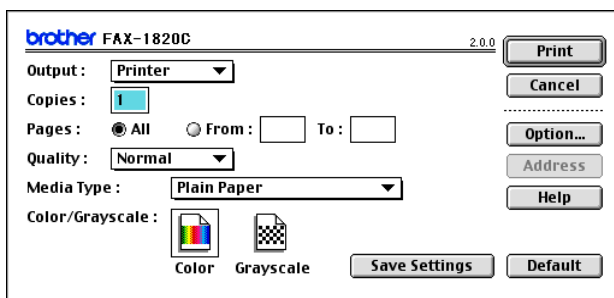 brother FAX-1820C 2.0.0
Print
Output : Printer
Cancel
Copies : 1
Pages : All From : To :
Option...
Quality : Normal
Address
Media Type : Plain Paper
Help
Color/Grayscale :
Color Grayscale
Save Settings
Default